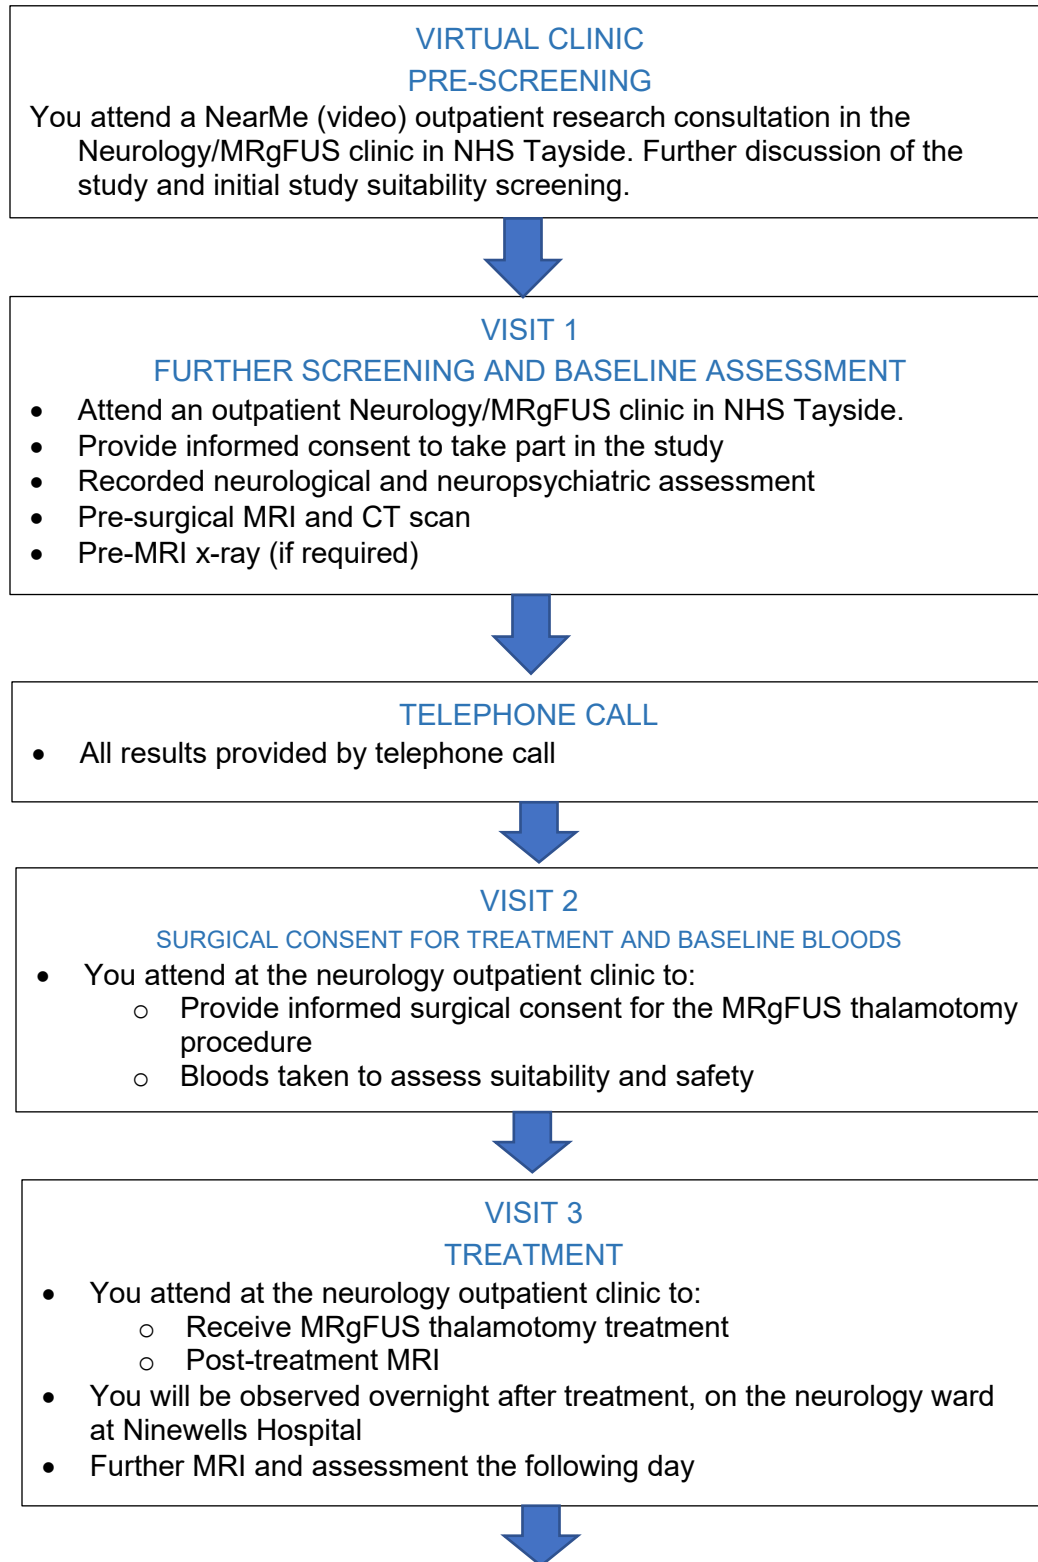 VIRTUAL CLINIC
PRE-SCREENING
You attend a NearMe (video) outpatient research consultation in the
Neurology/MRgFUS clinic in NHS Tayside. Further discussion of the
study and initial study suitability screening.
VISIT 1
FURTHER SCREENING AND BASELINE ASSESSMENT
• Attend an outpatient Neurology/MRgFUS clinic in NHS Tayside.
• Provide informed consent to take part in the study
• Recorded neurological and neuropsychiatric assessment
• Pre-surgical MRI and CT scan
• Pre-MRI x-ray (if required)
TELEPHONE CALL
• All results provided by telephone call
VISIT 2
SURGICAL CONSENT FOR TREATMENT AND BASELINE BLOODS
• You attend at the neurology outpatient clinic to:
o Provide informed surgical consent for the MRgFUS thalamotomy
procedure
o Bloods taken to assess suitability and safety
VISIT 3
TREATMENT
• You attend at the neurology outpatient clinic to:
o Receive MRgFUS thalamotomy treatment
o Post-treatment MRI
• You will be observed overnight after treatment, on the neurology ward
at Ninewells Hospital
• Further MRI and assessment the following day